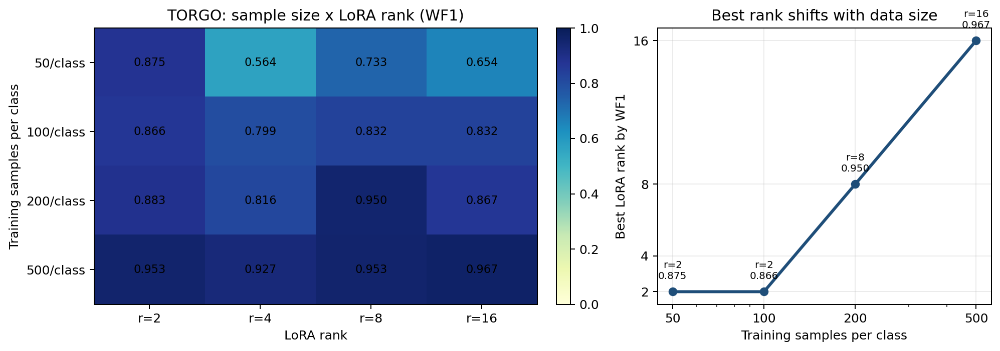 TORGO: sample size x LoRA rank (WF1)
Training samples per class
50/class 0.875 0.564 0.733 0.654
100/class 0.866 0.799 0.832 0.832
200/class 0.883 0.816 0.950 0.867
500/class 0.953 0.927 0.953 0.967
r=2 r=4 r=8 r=16
LoRA rank
1.0
0.8
0.6
0.4
0.2
0.0
Best rank shifts with data size
Best LoRA rank by WF1
16
8
4
2
r=2
0.875
r=2
0.866
r=8
0.950
r=16
0.967
50 100 200 500
Training samples per class